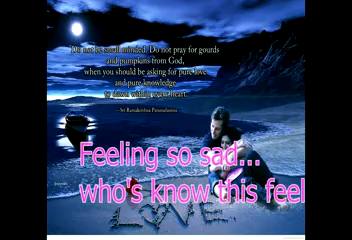 Do not be small minded. Do not pray for gourds
and pumpkins from God,
when you should be asking for pure love
and pure knowledge
to dawn within every heart.
~Sri Ramakrishna Paramahamsa
Feeling so sad...
who's know this feel
LOVE